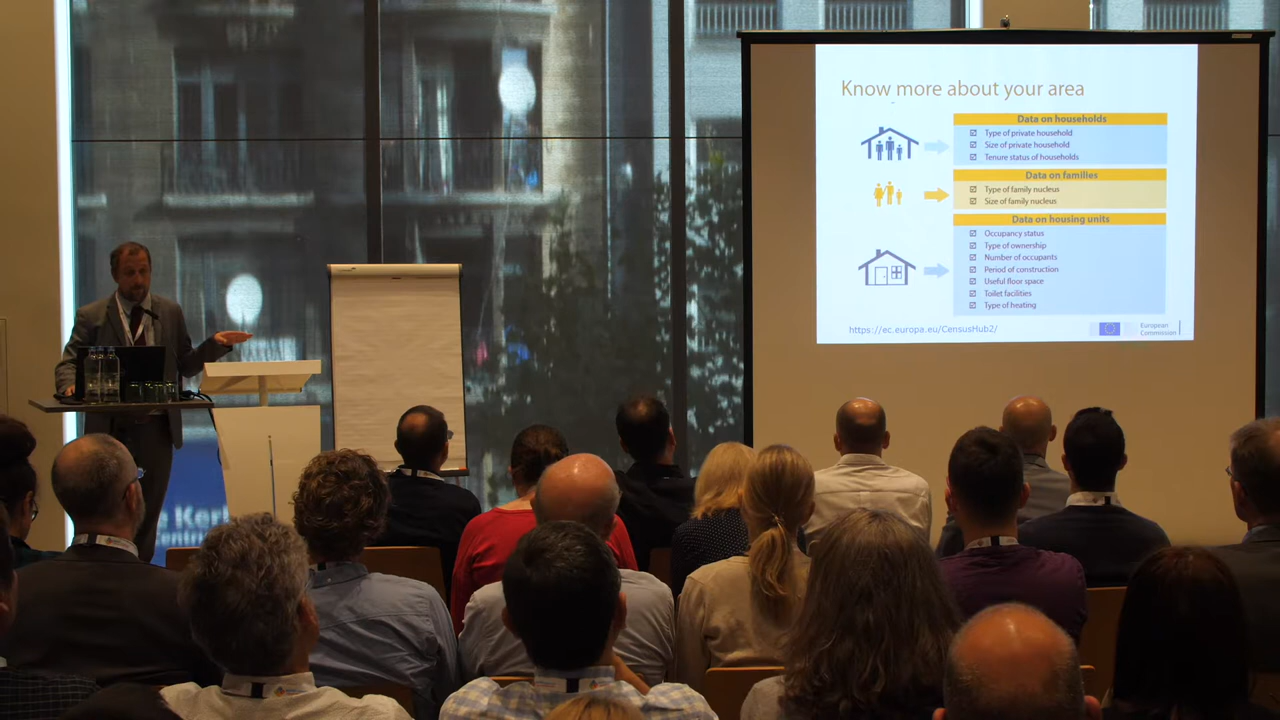 Know more about your area
Data on households
Type of private household
Size of private household
Tenure status of households
Data on families
Type of family nucleus
Size of family nucleus
Data on housing units
Occupancy status
Type of ownership
Number of occupants
Period of construction
Useful floor space
Toilet facilities
Type of heating
https://ec.europa.eu/CensusHub2/
European
Commission